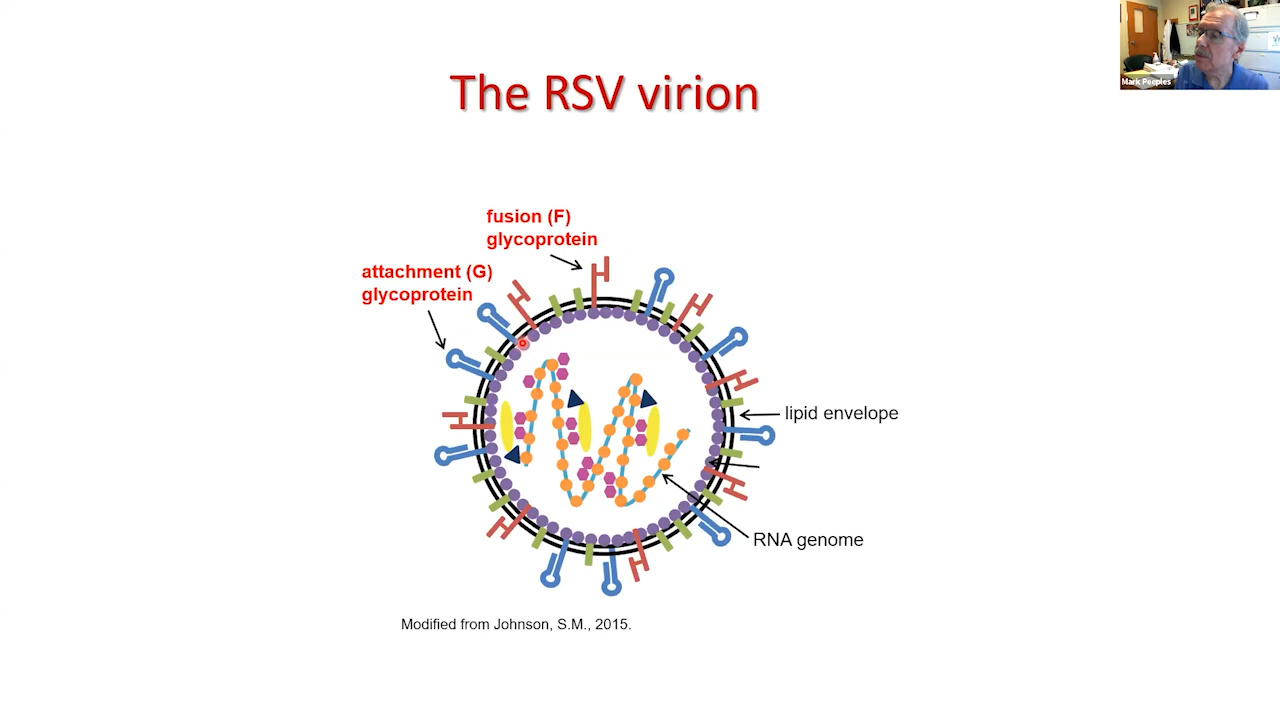 The RSV virion
Mark Peeples
fusion (F)
glycoprotein
attachment (G)
glycoprotein
lipid envelope
RNA genome
Modified from Johnson, S.M., 2015.